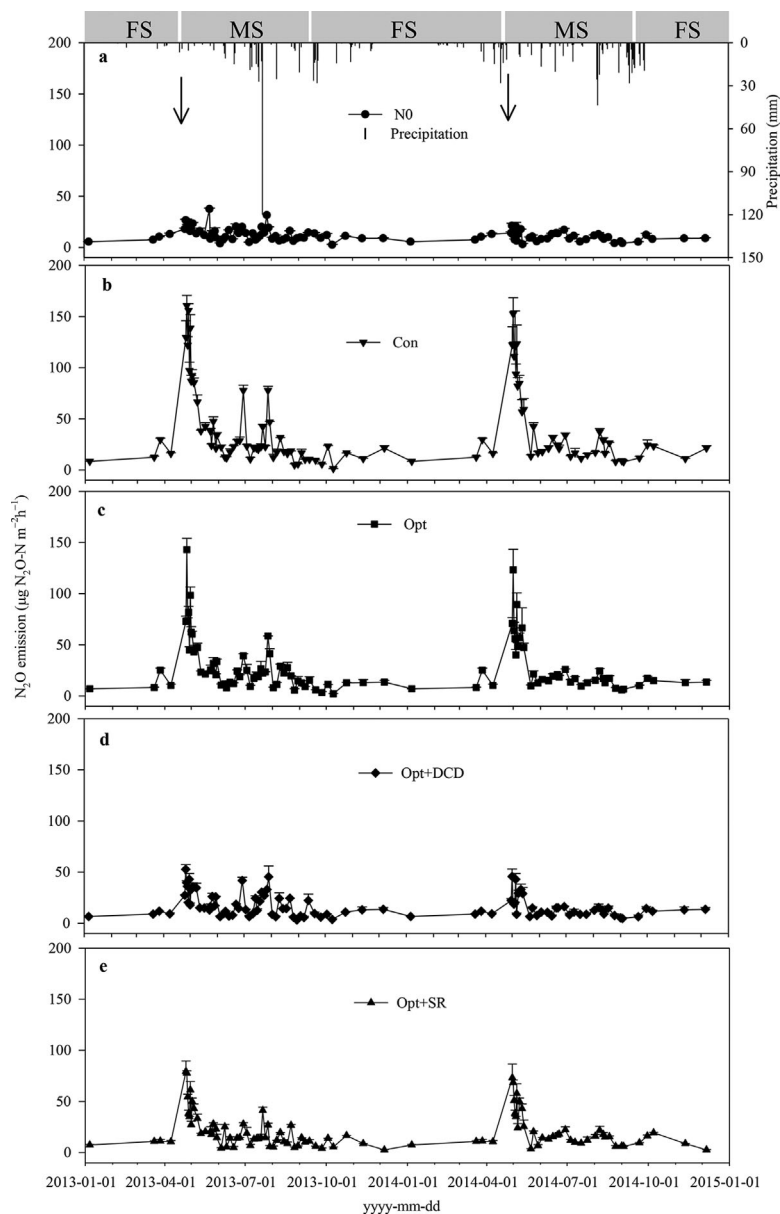 FS MS FS MS FS
a
200
150
100
50
0
0
30
60
90
120
150
Precipitation (mm)
N0
Precipitation
b
200
150
100
50
0
Con
c
200
150
100
50
0
Opt
N₂O emission (μg N₂O-N m⁻²h⁻¹)
d
200
150
100
50
0
Opt+DCD
e
200
150
100
50
0
Opt+SR
2013-01-01 2013-04-01 2013-07-01 2013-10-01 2014-01-01 2014-04-01 2014-07-01 2014-10-01 2015-01-01
yyyy-mm-dd